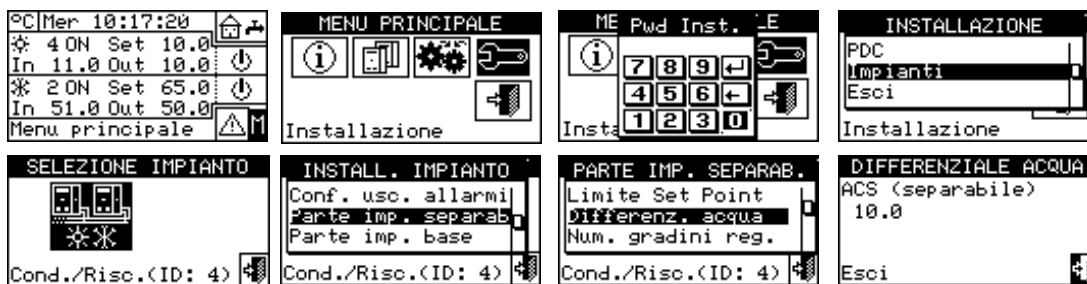 °C Mer 10:17:20
4 ON Set 10.0
In 11.0 Out 10.0
2 ON Set 65.0
In 51.0 Out 50.0
Menu principale M
MENU PRINCIPALE
Installazione
ME LE
Pwd Inst.
7 8 9
4 5 6
1 2 3 0
Insta
INSTALLAZIONE
PDC
Impianti
Esci
Installazione
SELEZIONE IMPIANTO
Cond./Risc.(ID: 4)
INSTALL. IMPIANTO
Conf. usc. allarmi
Parte imp. separab
Parte imp. base
Cond./Risc.(ID: 4)
PARTE IMP. SEPARAB.
Limite Set Point
Differenz. acqua
Num. gradini reg.
Cond./Risc.(ID: 4)
DIFFERENZIALE ACQUA
ACS (separabile)
10.0
Esci